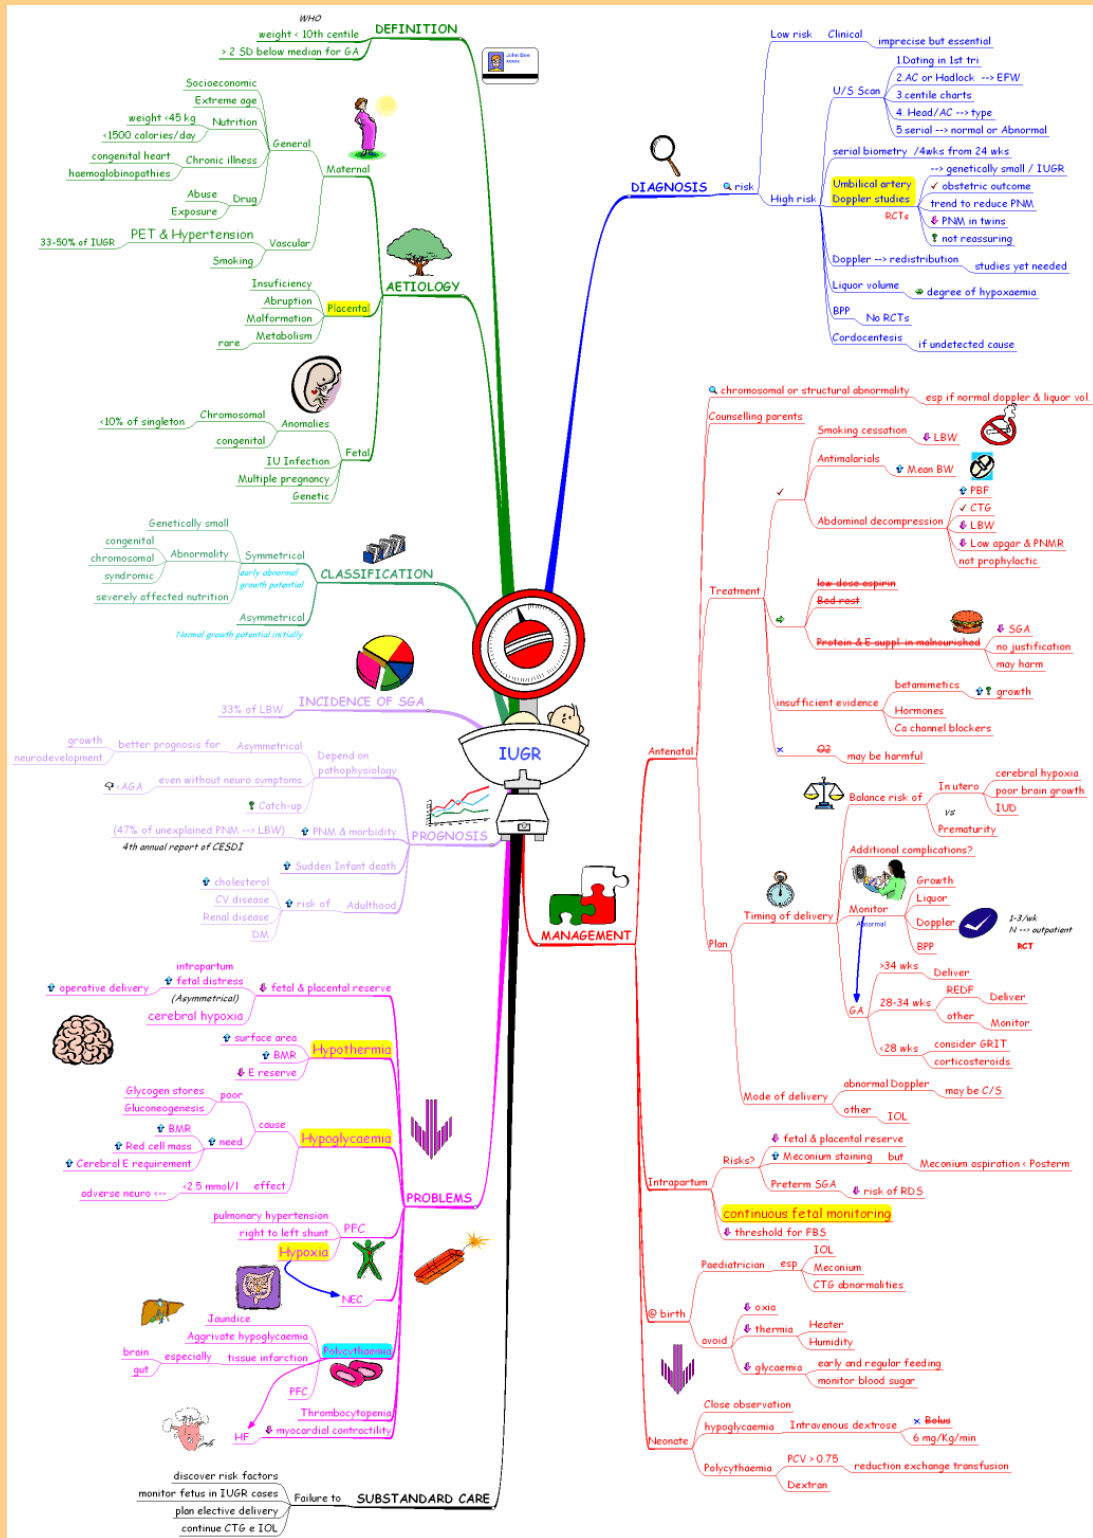 WHO
weight < 10th centile
> 2 SD below median for GA
DEFINITION
Socioeconomic
Extreme age
weight <45 kg
<1500 calories/day
Nutrition
General
congenital heart
haemoglobinopathies
Chronic illness
Abuse
Exposure
Drug
Maternal
33-50% of IUGR
PET & Hypertension
Smoking
Vascular
AETIOLOGY
Insuficiency
Abruption
Malformation
rare
Metabolism
Placental
<10% of singleton
Chromosomal
congenital
Anomalies
IU Infection
Multiple pregnancy
Genetic
Fetal
Genetically small
congenital
chromosomal
syndromic
Abnormality
severely affected nutrition
Symmetrical
early abnormal
growth potential
CLASSIFICATION
Asymmetrical
Normal growth potential initially
33% of LBW
INCIDENCE OF SGA
IUGR
growth
neurodevelopment
better prognosis for
Asymmetrical
<AGA
even without neuro symptoms
Catch-up
Depend on
pathophysiology
(47% of unexplained PNM --> LBW)
4th annual report of CESDI
PNM & morbidity
PROGNOSIS
Sudden Infant death
cholesterol
CV disease
Renal disease
DM
risk of
Adulthood
intrapartum
operative delivery
fetal distress
(Asymmetrical)
cerebral hypoxia
fetal & placental reserve
surface area
BMR
E reserve
Hypothermia
Glycogen stores
Gluconeogenesis
poor
BMR
Red cell mass
Cerebral E requirement
need
cause
adverse neuro <--
<2.5 mmol/l
effect
Hypoglycaemia
PROBLEMS
pulmonary hypertension
right to left shunt
Hypoxia
PFC
NEC
Jaundice
Aggrivate hypoglycaemia
brain
gut
especially
tissue infarction
PFC
Polycythaemia
Thrombocytopenia
HF
myocardial contractility
discover risk factors
monitor fetus in IUGR cases
plan elective delivery
continue CTG e IOL
Failure to
SUBSTANDARD CARE
DIAGNOSIS
risk
Low risk
Clinical
imprecise but essential
High risk
U/S Scan
1.Dating in 1st tri
2.AC or Hadlock --> EFW
3.centile charts
4. Head/AC --> type
5.serial --> normal or Abnormal
serial biometry /4wks from 24 wks
Umbilical artery
Doppler studies
RCTs
--> genetically small / IUGR
obstetric outcome
trend to reduce PNM
PNM in twins
not reassuring
Doppler --> redistribution
studies yet needed
Liquor volume
degree of hypoxaemia
BPP
No RCTs
Cordocentesis
if undetected cause
MANAGEMENT
Antenatal
chromosomal or structural abnormality
esp if normal doppler & liquor vol.
Counselling parents
Treatment
Smoking cessation
LBW
Antimalarials
Mean BW
Abdominal decompression
PBF
CTG
LBW
Low apgar & PNMR
not prophylactic
low dose aspirin
Bed rest
Protein & E suppl. in malnourished
SGA
no justification
may harm
insufficient evidence
betamimetics
growth
Hormones
Ca channel blockers
O2
may be harmful
Plan
Timing of delivery
Balance risk of
In utero
cerebral hypoxia
poor brain growth
IUD
vs
Prematurity
Additional complications?
Monitor
Abnormal
Growth
Liquor
Doppler
BPP
1-3/wk
N --> outpatient
RCT
GA
>34 wks
Deliver
28-34 wks
REDF
Deliver
other
Monitor
<28 wks
consider GRIT
corticosteroids
Mode of delivery
abnormal Doppler
may be C/S
other
IOL
Intrapartum
Risks?
fetal & placental reserve
Meconium staining
but
Meconium aspiration < Posterm
Preterm SGA
risk of RDS
continuous fetal monitoring
threshold for FBS
@ birth
Paediatrician
esp
IOL
Meconium
CTG abnormalities
avoid
oxia
thermia
Heater
Humidity
glycaemia
early and regular feeding
monitor blood sugar
Neonate
Close observation
hypoglycaemia
Intravenous dextrose
Bolus
6 mg/Kg/min
Polycythaemia
PCV > 0.75
reduction exchange transfusion
Dextran